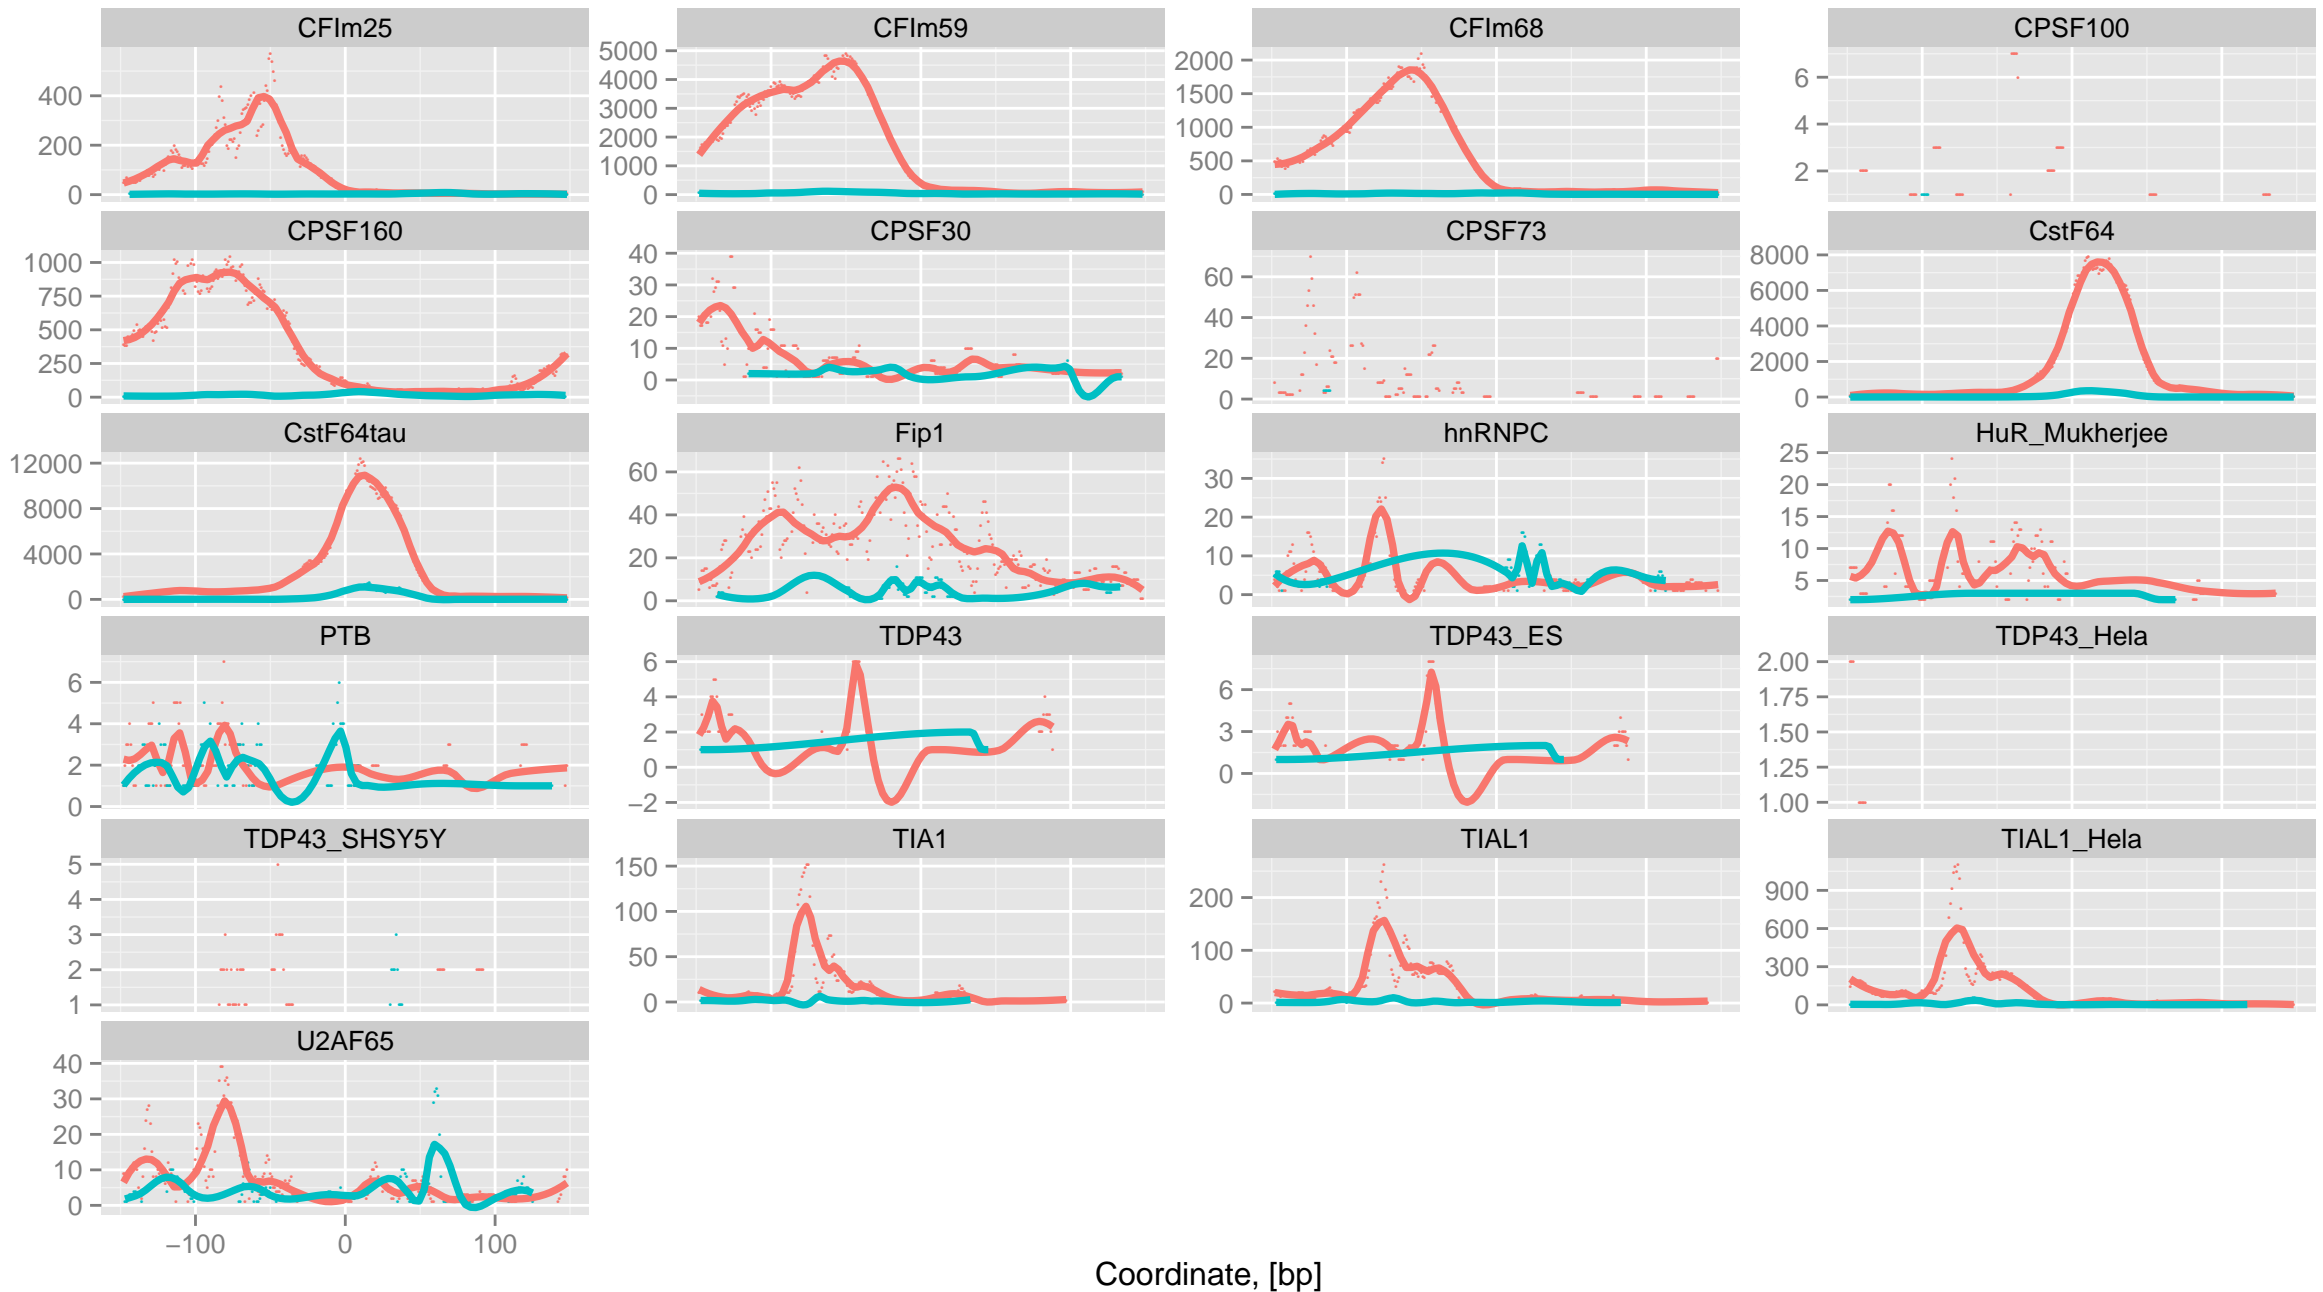 CFIm25 CFIm59 CFIm68 CPSF100
400 200 0
5000 4000 3000 2000 1000 0
2000 1500 1000 500 0
6 4 2
CPSF160 CPSF30 CPSF73 CstF64
1000 750 500 250 0
40 30 20 10 0
60 40 20 0
8000 6000 4000 2000 0
CstF64tau Fip1 hnRNPC HuR_Mukherjee
12000 8000 4000 0
60 40 20 0
30 20 10 0
25 20 15 10 5
PTB TDP43 TDP43_ES TDP43_Hela
6 4 2 0
6 4 2 0 −2
6 3 0
2.00 1.75 1.50 1.25 1.00
TDP43_SHSY5Y TIA1 TIAL1 TIAL1_Hela
5 4 3 2 1
150 100 50 0
200 100 0
900 600 300 0
U2AF65
40 30 20 10 0
−100 0 100
Coordinate, [bp]